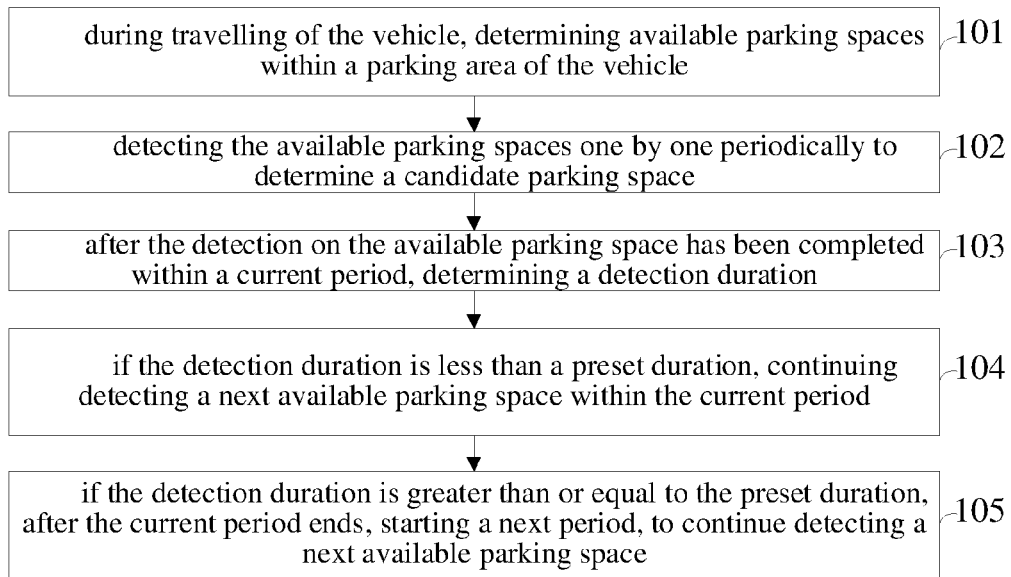 during travelling of the vehicle, determining available parking spaces
within a parking area of the vehicle
101
detecting the available parking spaces one by one periodically to
determine a candidate parking space
102
after the detection on the available parking space has been completed
within a current period, determining a detection duration
103
if the detection duration is less than a preset duration, continuing
detecting a next available parking space within the current period
104
if the detection duration is greater than or equal to the preset duration,
after the current period ends, starting a next period, to continue detecting a
next available parking space
105